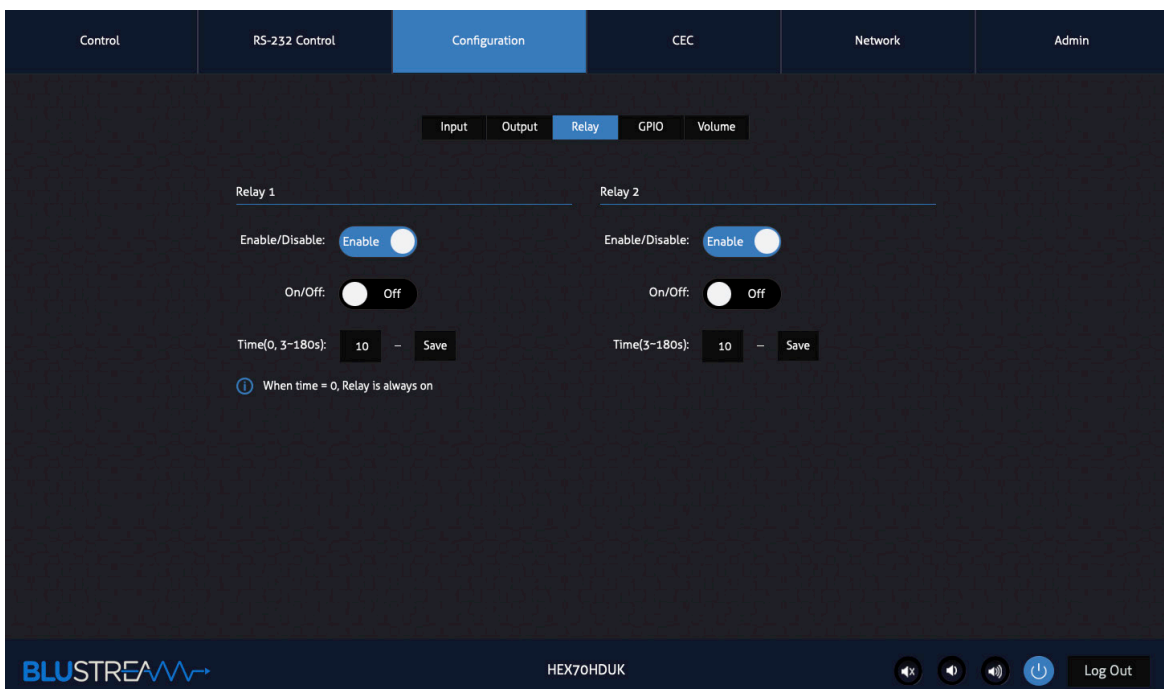 Control RS-232 Control Configuration CEC Network Admin
Input Output Relay GPIO Volume
Relay 1
Enable/Disable: Enable
On/Off: Off
Time(0, 3~180s): 10 – Save
When time = 0, Relay is always on
Relay 2
Enable/Disable: Enable
On/Off: Off
Time(3~180s): 10 – Save
BLUSTREAM HEX70HDUK Log Out